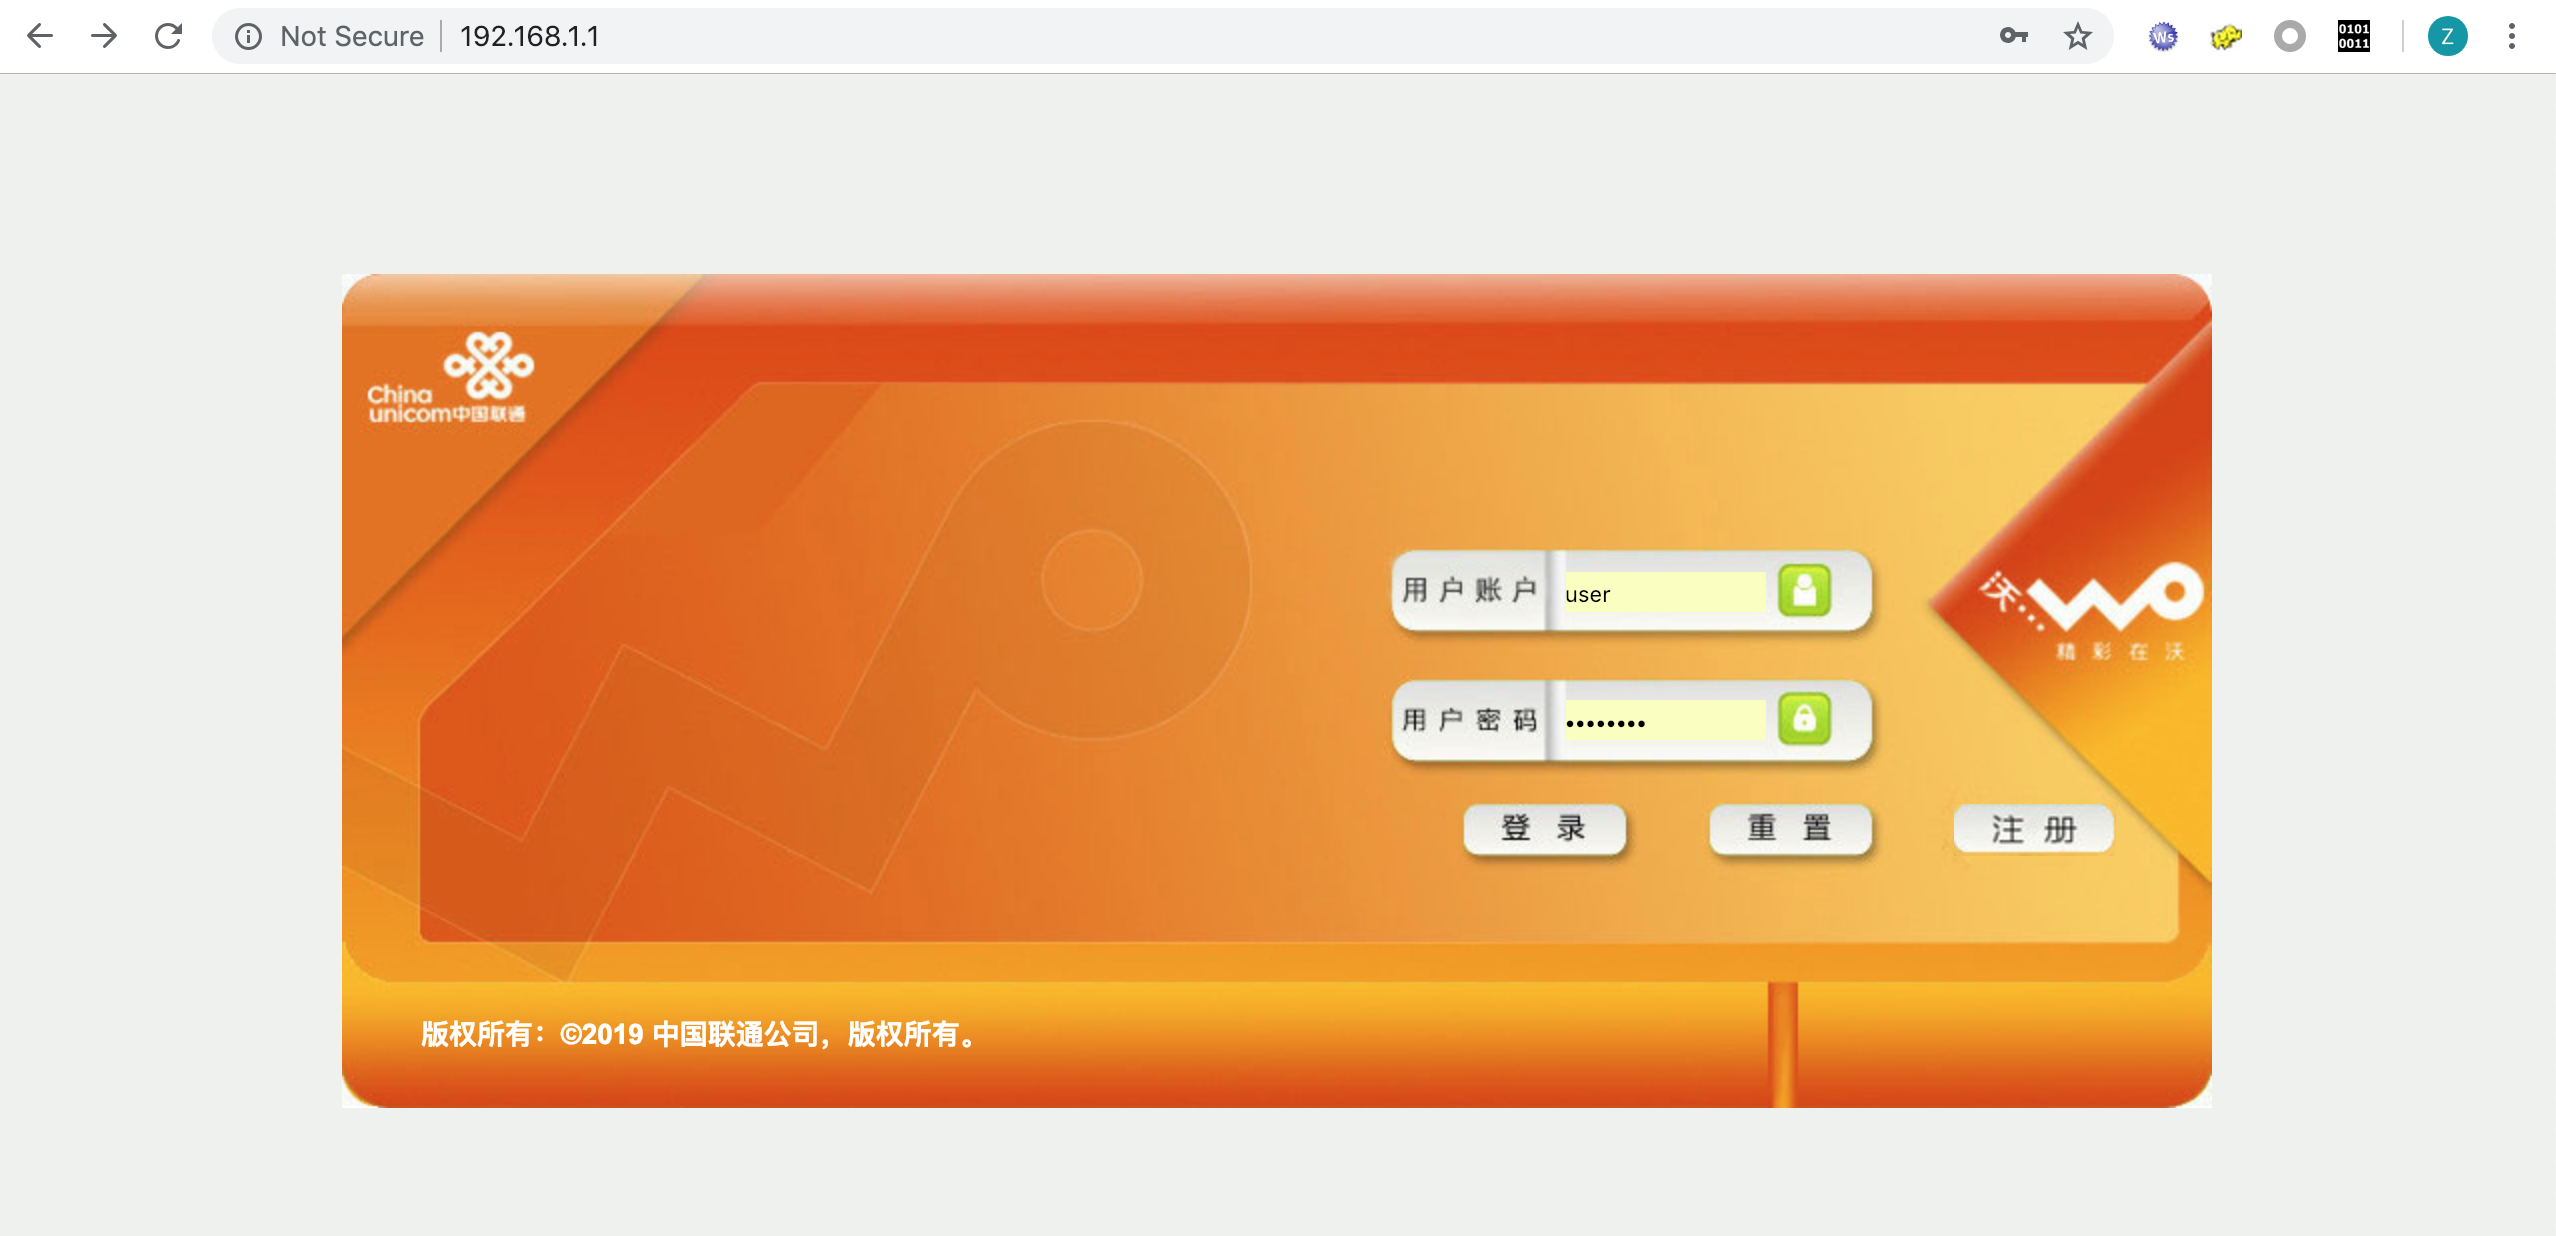 Not Secure 192.168.1.1
Ws
0101
0011
Z
China
unicom中国联通
用户账户 user
沃...wo
精彩在沃
用户密码 ••••••••
登录 重置 注册
版权所有：©2019 中国联通公司，版权所有。